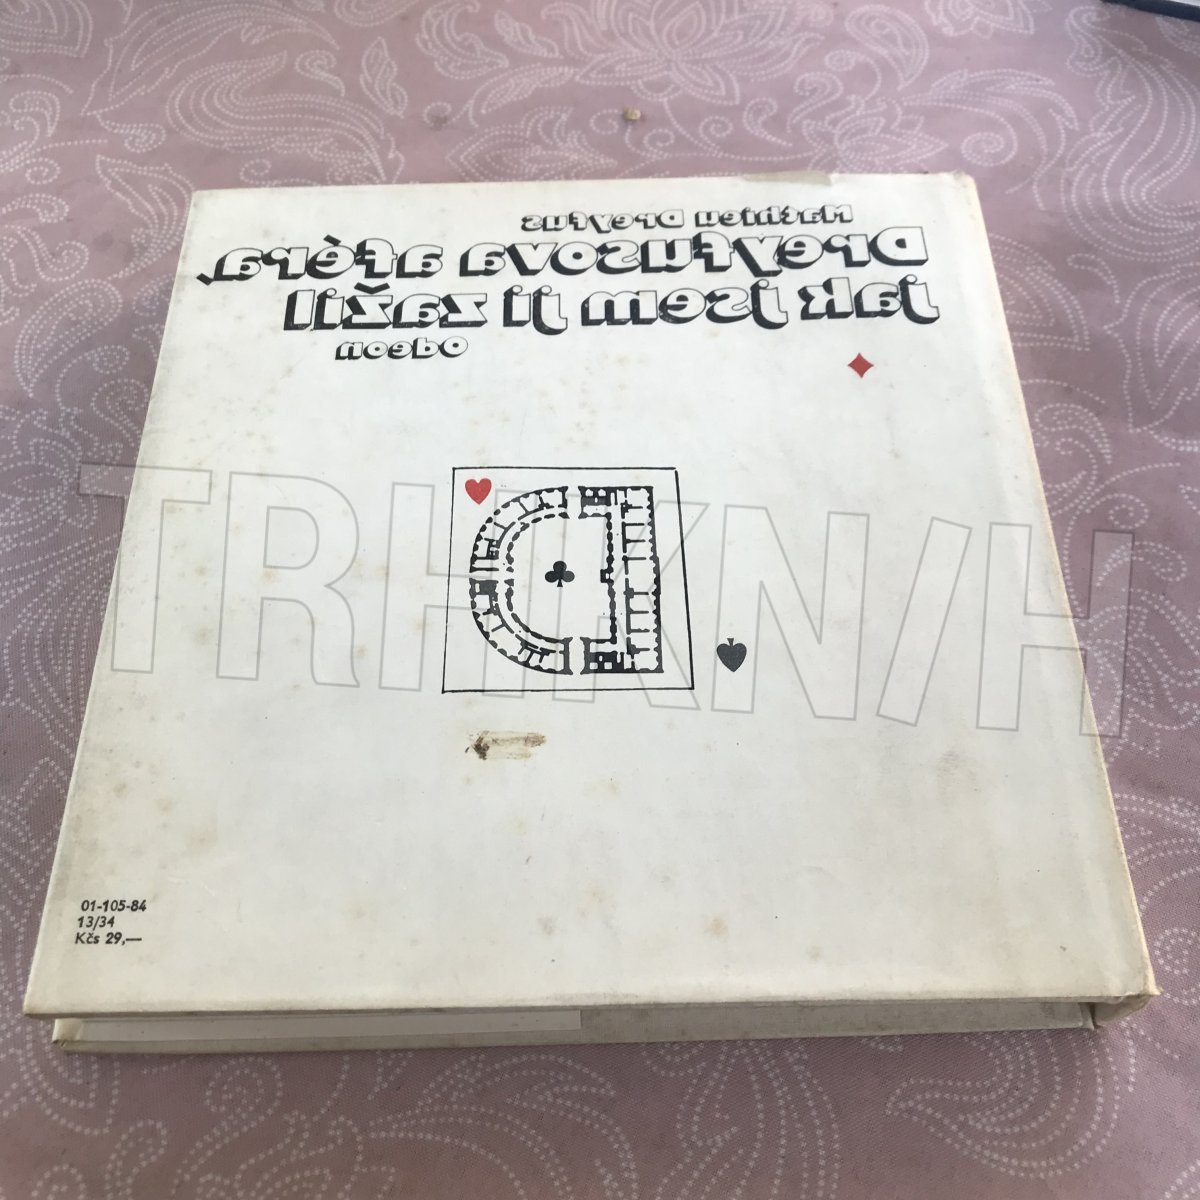 Mathieu Dreyfus
Dreyfusova aféra,
jak jsem ji zažil
Odeon
TRHKNIH
01-105-84
13/34
Kčs 29,—